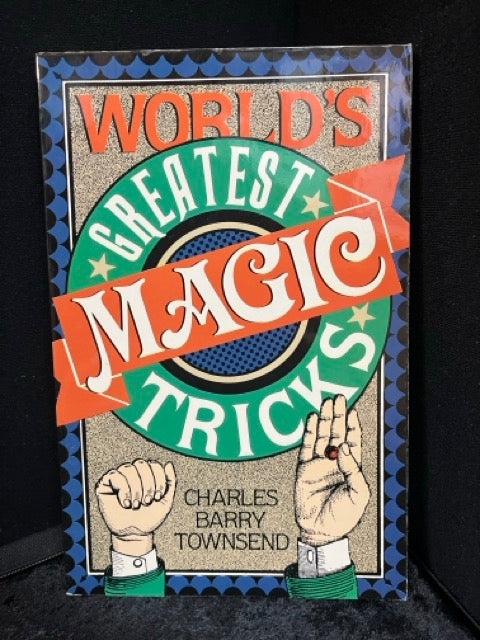 WORLD'S
GREATEST
MAGIC
TRICKS
CHARLES
BARRY
TOWNSEND